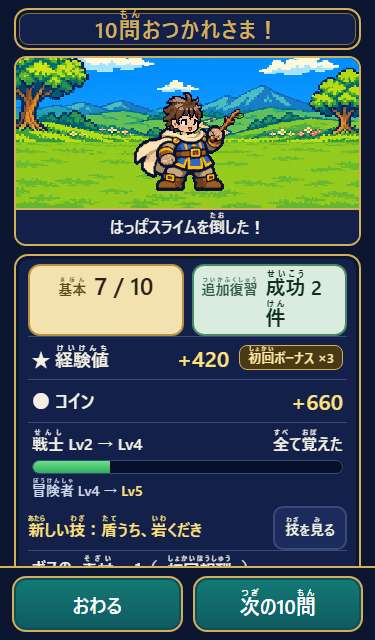 10問おつかれさま！
はっぱスライムを倒した！
基本 7 / 10
追加復習 成功 2件
★ 経験値 +420 初回ボーナス ×3
コイン +660
戦士 Lv2 → Lv4 全て覚えた
冒険者 Lv4 → Lv5
新しい技：盾うち、岩くだき
技を見る
おわる
次の10問